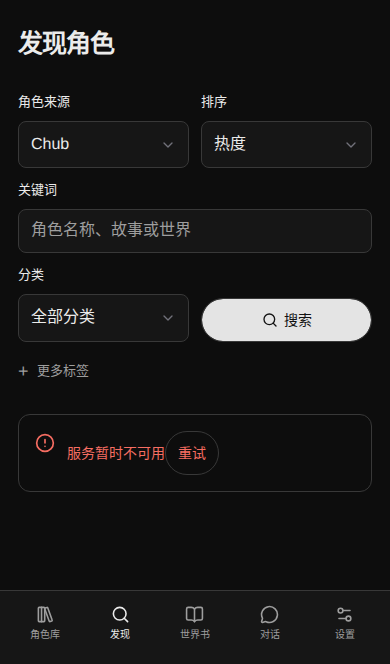 发现角色
角色来源 排序
Chub 热度
关键词
角色名称、故事或世界
分类
全部分类 搜索
+ 更多标签
服务暂时不可用 重试
角色库 发现 世界书 对话 设置